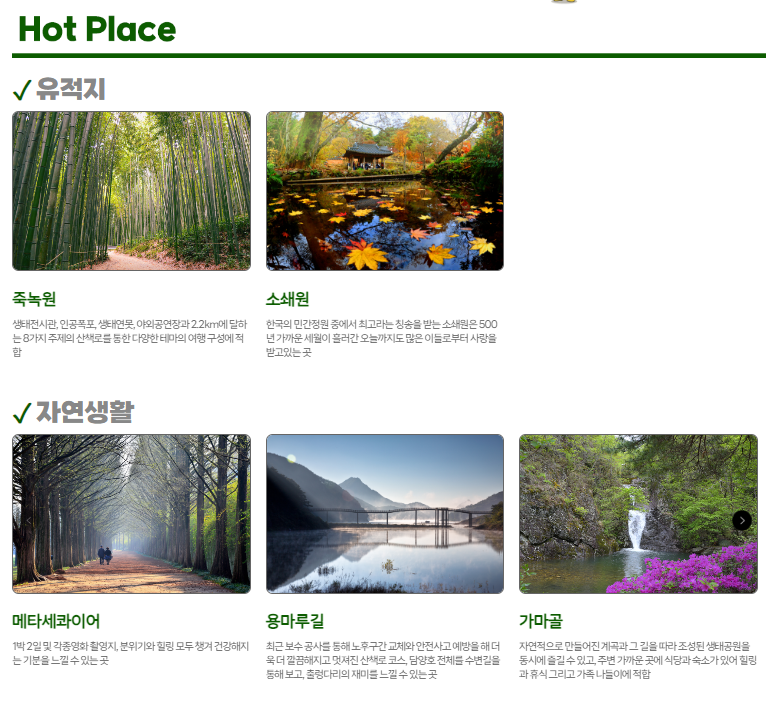 Hot Place
✓ 유적지
죽녹원
소쇄원
생태전시관, 인공폭포, 생태연못, 야외공연장과 2.2km에 달하
는 8가지 주제의 산책로를 통한 다양한 테마의 여행 구성에 적
합
한국의 민간정원 중에서 최고라는 칭송을 받는 소쇄원은 500
년 가까운 세월이 흘러간 오늘까지도 많은 이들로부터 사랑을
받고있는 곳
✓ 자연생활
메타세콰이어
용마루길
가마골
1박 2일 및 각종영화 촬영지, 분위기와 힐링 모두 챙겨 건강해지
는 기분을 느낄 수 있는 곳
최근 보수 공사를 통해 노후구간 교체와 안전사고 예방을 해 더
욱 더 깔끔해지고 멋져진 산책로 코스, 담양호 전체를 수변길을
통해 보고, 출렁다리의 재미를 느낄 수 있는 곳
자연적으로 만들어진 계곡과 그 길을 따라 조성된 생태공원을
동시에 즐길 수 있고, 주변 가까운 곳에 식당과 숙소가 있어 힐링
과 휴식 그리고 가족 나들이에 적합